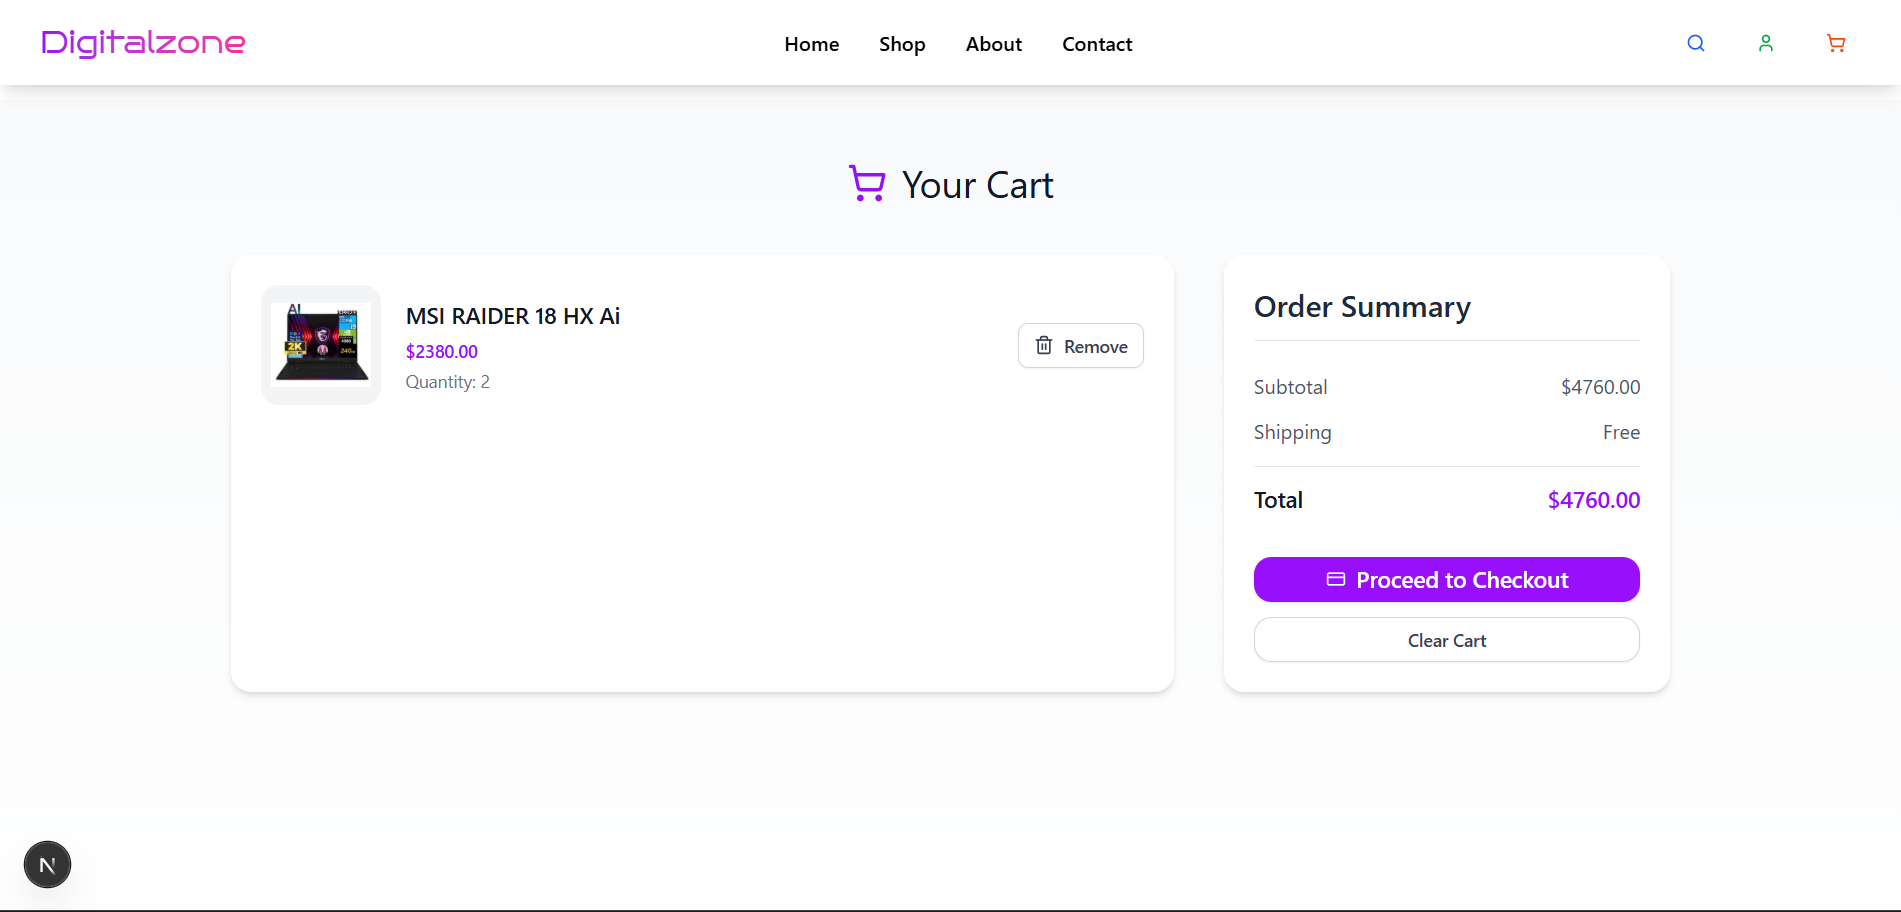 Digitalzone
Home
Shop
About
Contact
Your Cart
AI
2K
MSI RAIDER 18 HX Ai
$2380.00
Quantity: 2
Remove
Order Summary
Subtotal
$4760.00
Shipping
Free
Total
$4760.00
Proceed to Checkout
Clear Cart
N